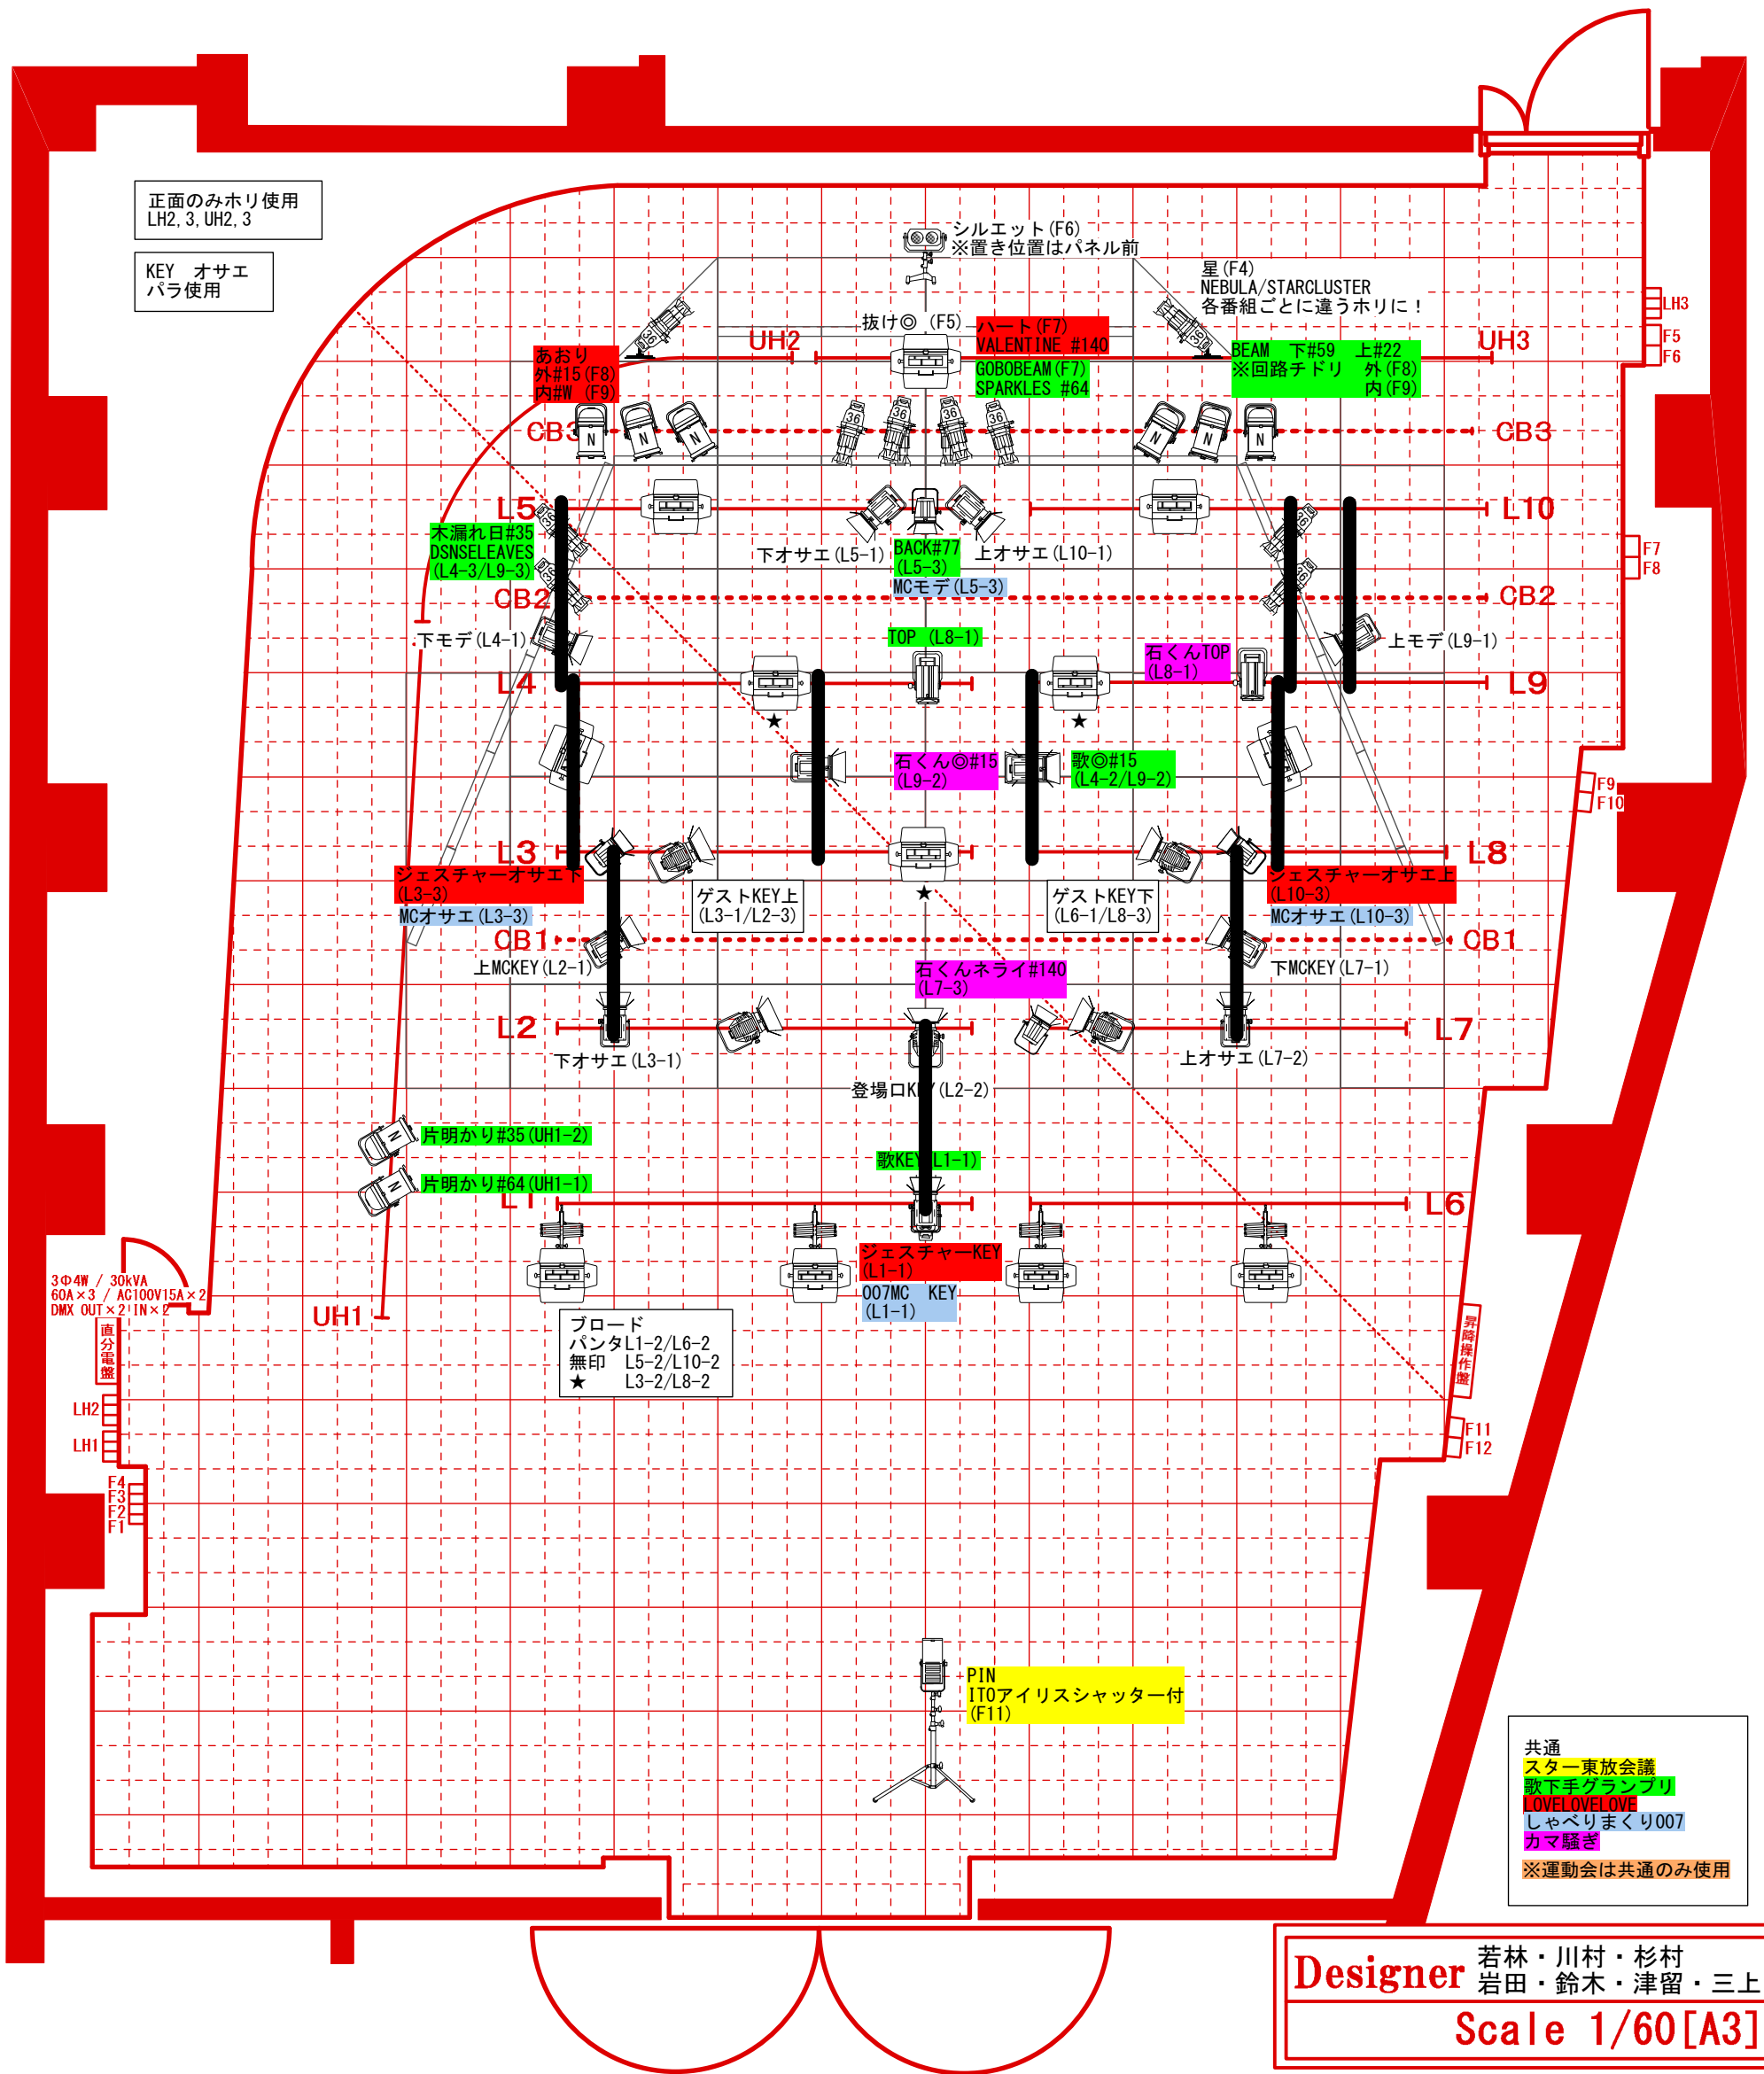 正面のみホリ使用
LH2,3,UH2,3
KEY　オサエ
パラ使用
シルエット(F6)
※置き位置はパネル前
星(F4)
NEBULA/STARCLUSTER
各番組ごとに違うホリに！
LH3
F5
F6
抜け◎ (F5)
ハート(F7)
VALENTINE #140
GOBOBEAM(F7)
SPARKLES #64
UH2
UH3
BEAM　下#59　上#22
※回路チドリ　外(F8)
内(F9)
あおり
外#15(F8)
内#W (F9)
36
36
36
36
36
36
N
N
N
N
N
N
CB3
CB3
L5
L10
木漏れ日#35
DSNSELEAVES
(L4-3/L9-3)
36
36
36
36
下オサエ(L5-1)
BACK#77
(L5-3)
MCモデ(L5-3)
上オサエ(L10-1)
F7
F8
CB2
CB2
下モデ(L4-1)
TOP (L8-1)
石くんTOP
(L8-1)
上モデ(L9-1)
L4
L9
★
★
石くん◎#15
(L9-2)
歌◎#15
(L4-2/L9-2)
F9
F10
L3
L8
★
ジェスチャーオサエ下
(L3-3)
MCオサエ(L3-3)
ゲストKEY上
(L3-1/L2-3)
ゲストKEY下
(L6-1/L8-3)
ジェスチャーオサエ上
(L10-3)
MCオサエ(L10-3)
CB1
CB1
上MCKEY(L2-1)
石くんネライ#140
(L7-3)
下MCKEY(L7-1)
L2
L7
下オサエ(L3-1)
上オサエ(L7-2)
登場口KEY(L2-2)
N
片明かり#35(UH1-2)
歌KEY(L1-1)
N
片明かり#64(UH1-1)
L1
L6
ジェスチャーKEY
(L1-1)
007MC　KEY
(L1-1)
3Φ4W / 30kVA
60A×3 / AC100V15A×2
DMX OUT×2 IN×2
UH1
直分電盤
昇降操作盤
ブロード
パンタL1-2/L6-2
無印　L5-2/L10-2
★　　L3-2/L8-2
LH2
LH1
F11
F12
F4
F3
F2
F1
PIN
ITOアイリスシャッター付
(F11)
共通
スター東放会議
歌下手グランプリ
LOVELOVELOVE
しゃべりまくり007
カマ騒ぎ
※運動会は共通のみ使用
Designer 若林・川村・杉村
岩田・鈴木・津留・三上
Scale 1/60[A3]